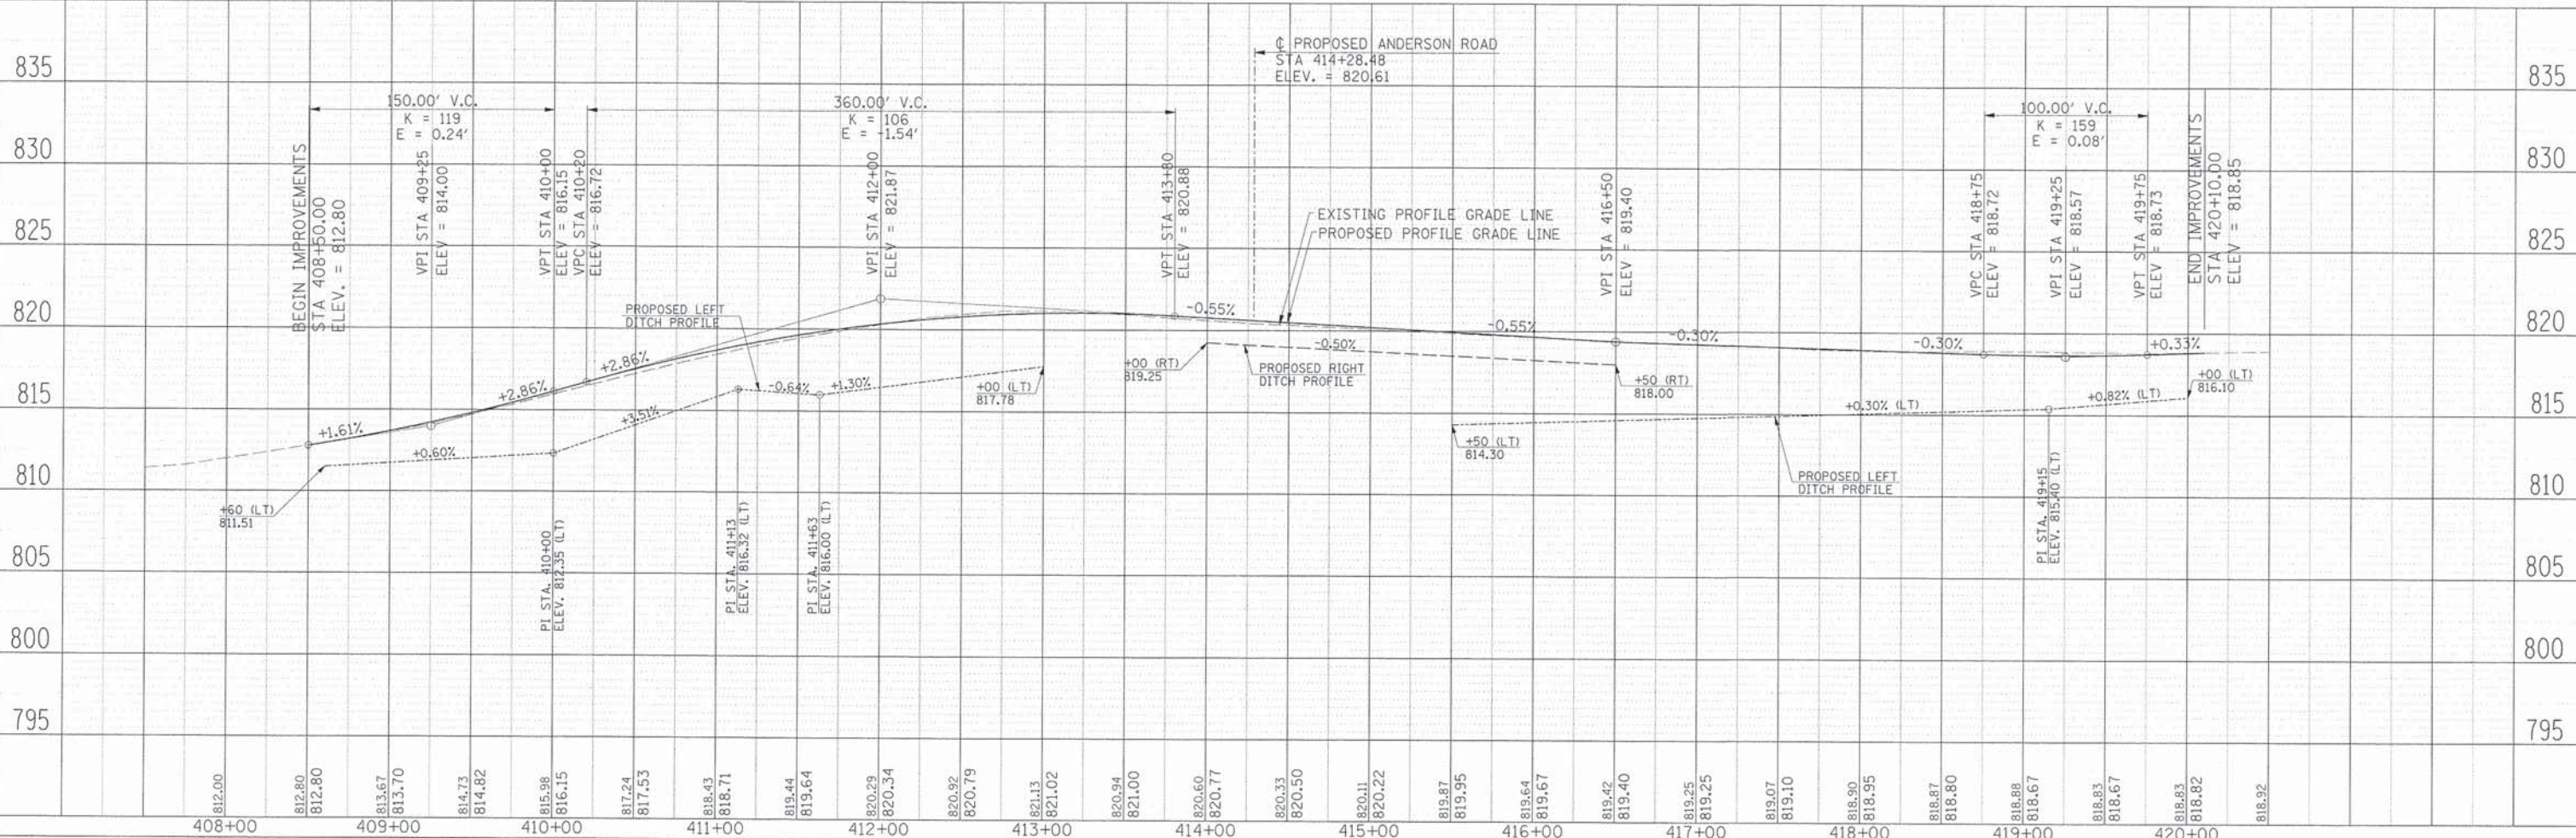 ℄ PROPOSED ANDERSON ROAD
STA 414+28.48
ELEV. = 820.61
835
835
150.00' V.C.
K = 119
E = 0.24'
360.00' V.C.
K = 106
E = -1.54'
100.00' V.C.
K = 159
E = 0.08'
830
830
BEGIN IMPROVEMENTS
STA 408+50.00
ELEV. = 812.80
VPI STA 409+25
ELEV = 814.00
VPT STA 410+00
ELEV = 816.15
VPC STA 410+20
ELEV = 816.72
VPI STA 412+00
ELEV = 821.87
VPT STA 413+80
ELEV = 820.88
VPI STA 416+50
ELEV = 819.40
VPC STA 418+75
ELEV = 818.72
VPI STA 419+25
ELEV = 818.57
VPT STA 419+75
ELEV = 818.73
END IMPROVEMENTS
STA 420+10.00
ELEV = 818.85
EXISTING PROFILE GRADE LINE
PROPOSED PROFILE GRADE LINE
825
825
820
820
PROPOSED LEFT
DITCH PROFILE
-0.55%
-0.55%
-0.30%
-0.30%
+0.33%
-0.50%
+2.86%
+2.86%
+00 (RT)
819.25
PROPOSED RIGHT
DITCH PROFILE
+50 (RT)
818.00
815
815
-0.64%
+1.30%
+00 (LT)
817.78
+00 (LT)
816.10
+3.51%
+1.61%
+0.60%
+0.30% (LT)
+0.82% (LT)
+50 (LT)
814.30
810
810
PROPOSED LEFT
DITCH PROFILE
+60 (LT)
811.51
PI STA. 410+00
ELEV. 812.35 (LT)
PI STA. 411+13
ELEV. 816.32 (LT)
PI STA. 411+63
ELEV. 816.00 (LT)
PI STA. 419+15
ELEV. 815.40 (LT)
805
805
800
800
795
795
812.00
812.80
812.80
813.67
813.70
814.73
814.82
815.98
816.15
817.24
817.53
818.43
818.71
819.44
819.64
820.29
820.34
820.92
820.79
821.13
821.02
820.94
821.00
820.60
820.77
820.33
820.50
820.11
820.22
819.87
819.95
819.64
819.67
819.42
819.40
819.25
819.25
819.07
819.10
818.90
818.95
818.87
818.80
818.88
818.67
818.83
818.67
818.83
818.82
818.92
408+00
409+00
410+00
411+00
412+00
413+00
414+00
415+00
416+00
417+00
418+00
419+00
420+00